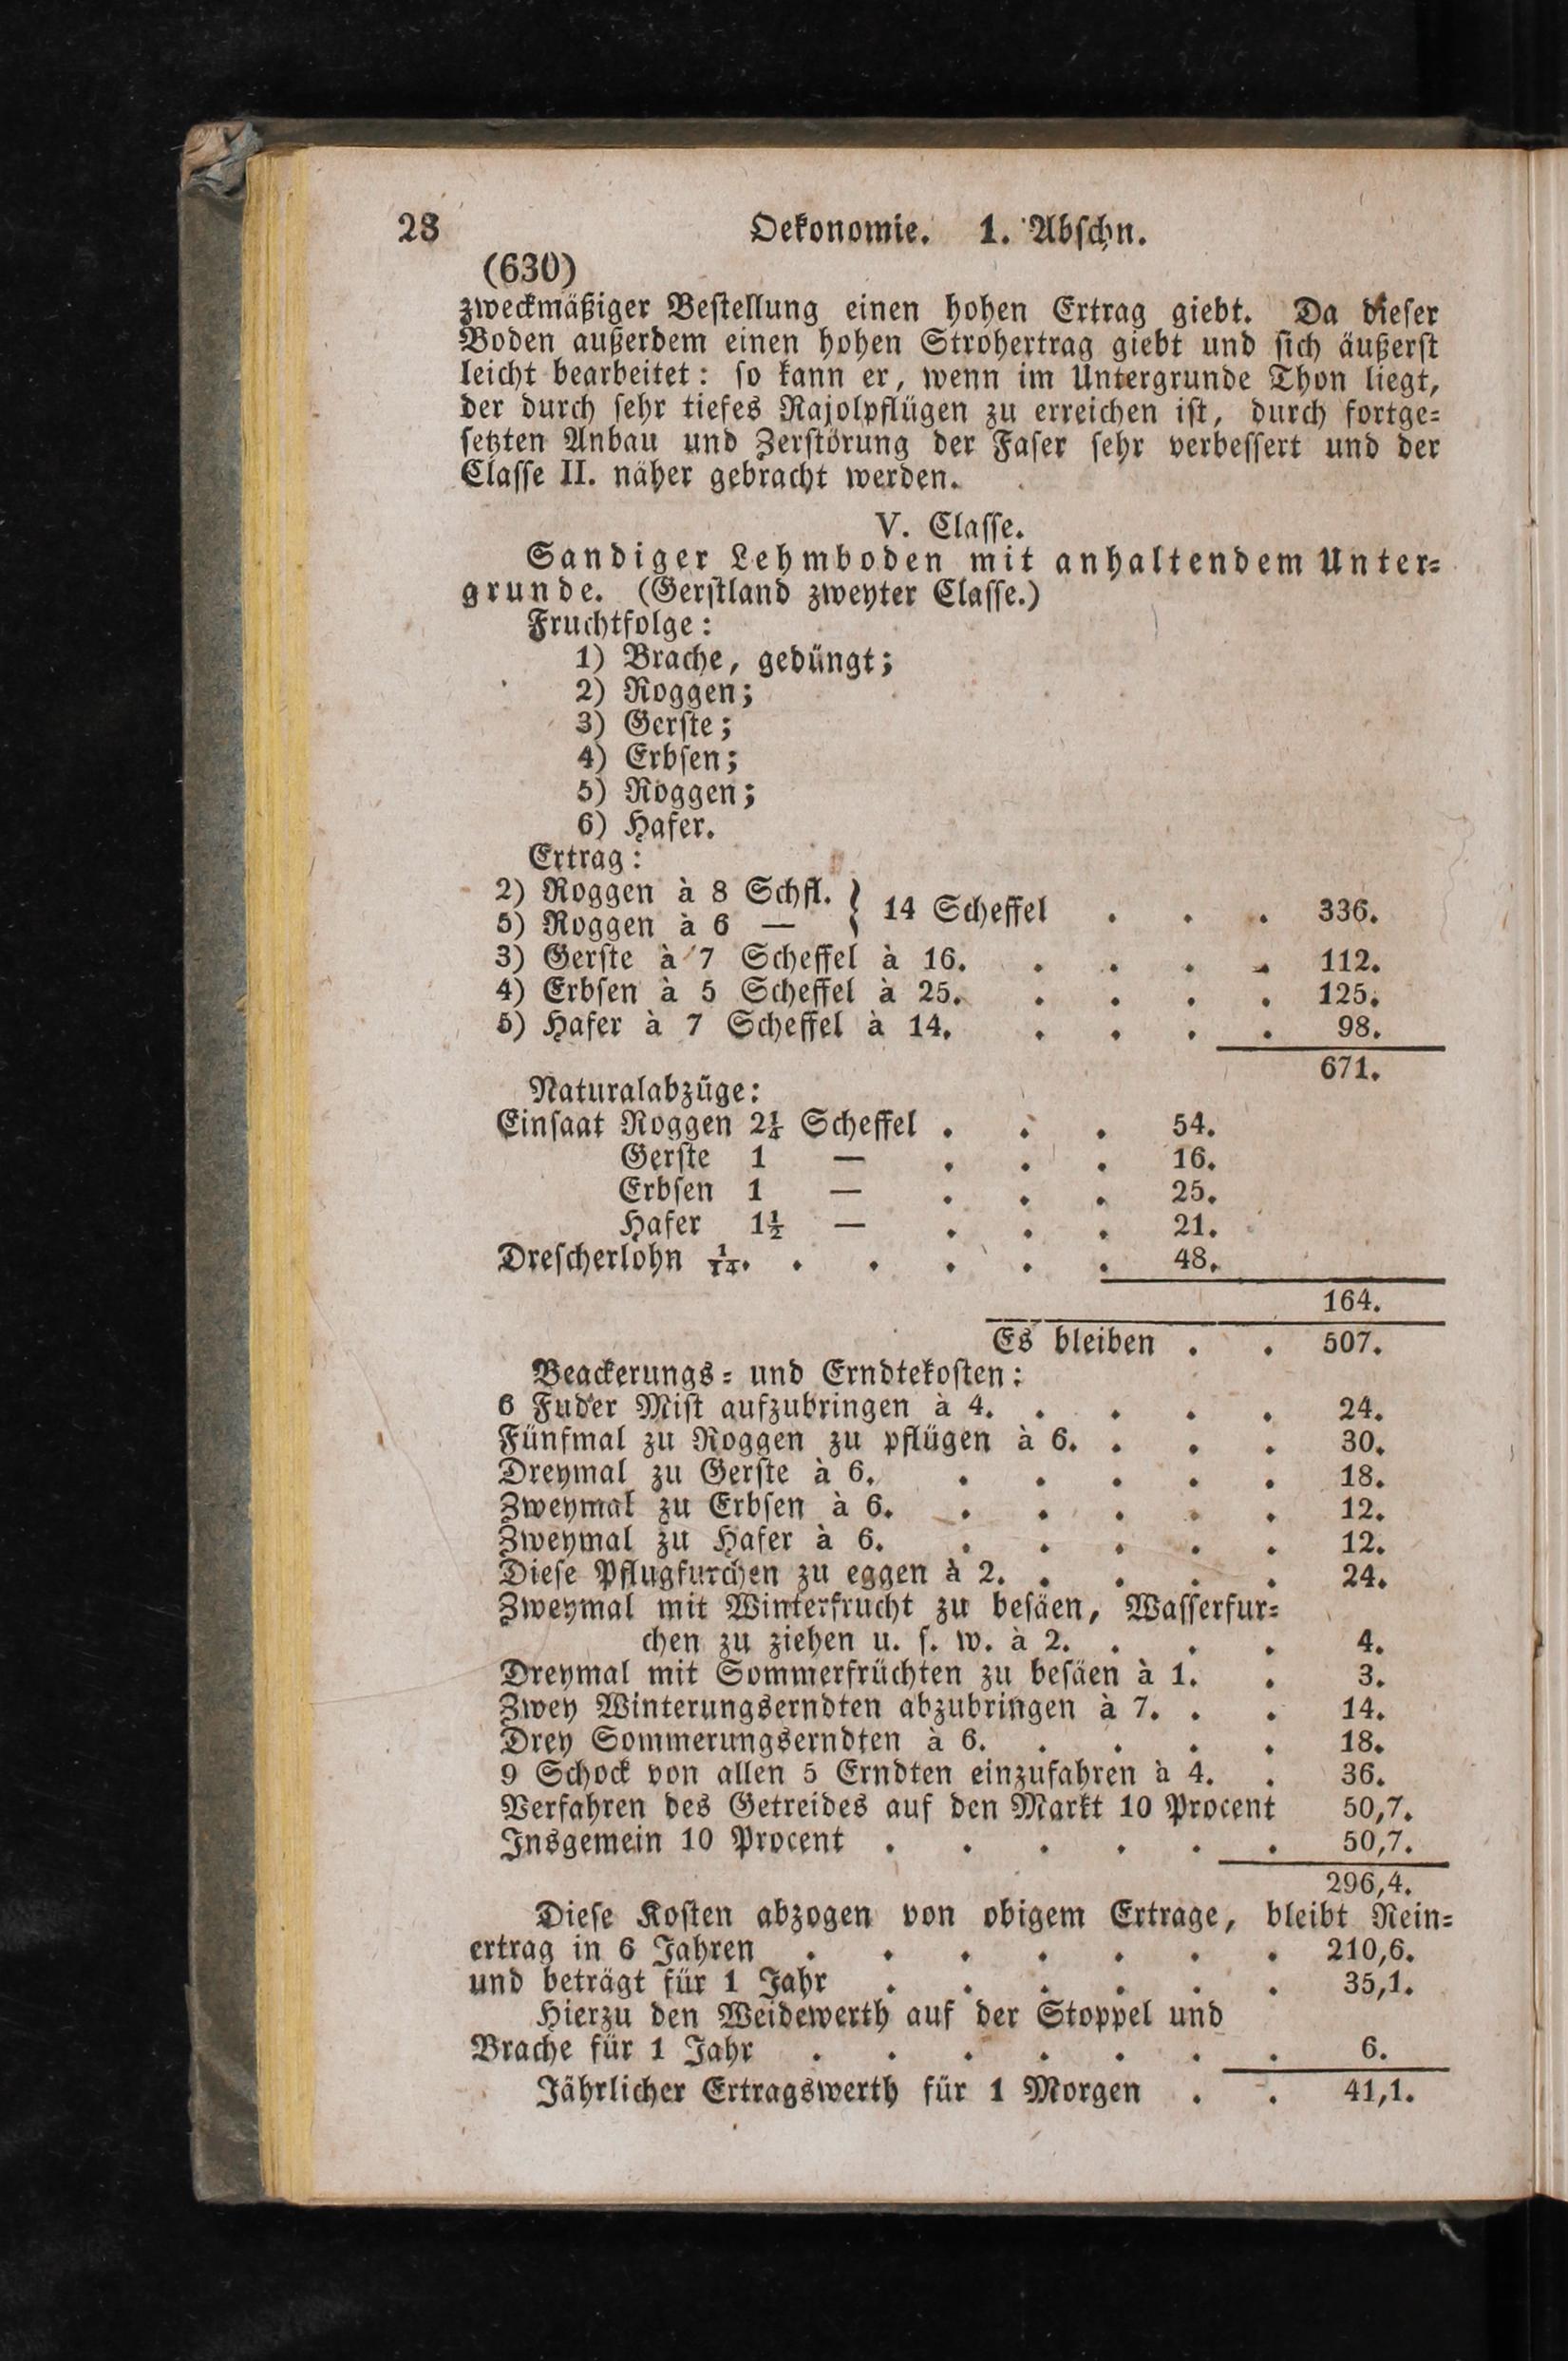 28 Oekonomie. 1. Abschn.
(630)
zweckmäßiger Bestellung einen hohen Ertrag giebt. Da dieser
Boden außerdem einen hohen Strohertrag giebt und sich äußerst
leicht bearbeitet: so kann er, wenn im Untergrunde Thon liegt,
der durch sehr tiefes Rajolpflügen zu erreichen ist, durch fortge-
setzten Anbau und Zerstörung der Faser sehr verbessert und der
Classe II. näher gebracht werden.
V. Classe.
Sandiger Lehmboden mit anhaltendem Unter-
grunde. (Gerstland zweyter Classe.)
Fruchtfolge:
1) Brache, gedüngt;
2) Roggen;
3) Gerste;
4) Erbsen;
5) Roggen;
6) Hafer.
Ertrag:
2) Roggen à 8 Schfl.
5) Roggen à 6 — } 14 Scheffel . . . 336.
3) Gerste à 7 Scheffel à 16. . . . . 112.
4) Erbsen à 5 Scheffel à 25. . . . . 125.
5) Hafer à 7 Scheffel à 14. . . . . 98.
671.
Naturalabzüge:
Einsaat Roggen 2¼ Scheffel . . . 54.
Gerste 1 — . . . 16.
Erbsen 1 — . . . 25.
Hafer 1½ — . . . 21.
Drescherlohn 1/14. . . . . . 48.
164.
Es bleiben . . 507.
Beackerungs- und Erndtekosten:
6 Fuder Mist aufzubringen à 4. . . . . 24.
Fünfmal zu Roggen zu pflügen à 6. . . . 30.
Dreymal zu Gerste à 6. . . . . . 18.
Zweymal zu Erbsen à 6. . . . . . 12.
Zweymal zu Hafer à 6. . . . . . 12.
Diese Pflugfurchen zu eggen à 2. . . . . 24.
Zweymal mit Winterfrucht zu besäen, Wasserfur-
chen zu ziehen u. s. w. à 2. . . . 4.
Dreymal mit Sommerfrüchten zu besäen à 1. . 3.
Zwey Winterungserndten abzubringen à 7. . . 14.
Drey Sommerungserndten à 6. . . . . 18.
9 Schock von allen 5 Erndten einzufahren à 4. . 36.
Verfahren des Getreides auf den Markt 10 Procent 50,7.
Insgemein 10 Procent . . . . . . 50,7.
296,4.
Diese Kosten abzogen von obigem Ertrage, bleibt Rein-
ertrag in 6 Jahren . . . . . . . 210,6.
und beträgt für 1 Jahr . . . . . . 35,1.
Hierzu den Weidewerth auf der Stoppel und
Brache für 1 Jahr . . . . . . . 6.
Jährlicher Ertragswerth für 1 Morgen . . 41,1.